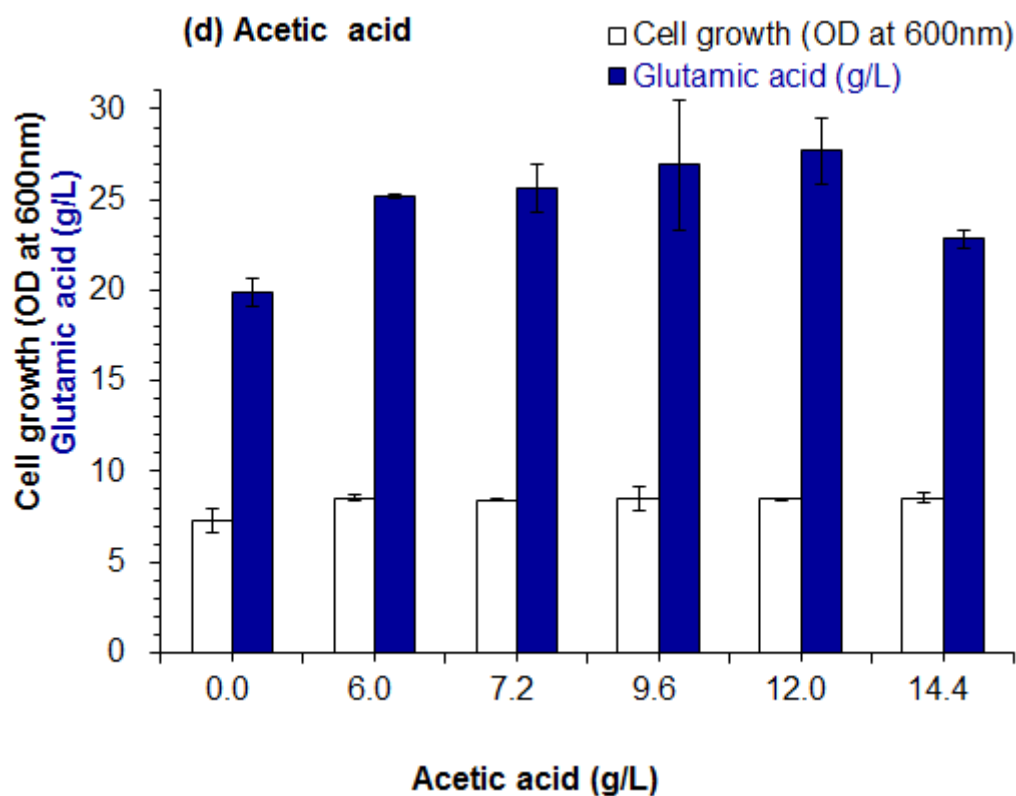 (d) Acetic acid
Cell growth (OD at 600nm)
Glutamic acid (g/L)
Cell growth (OD at 600nm)
Glutamic acid (g/L)
30
25
20
15
10
5
0
0.0 6.0 7.2 9.6 12.0 14.4
Acetic acid (g/L)